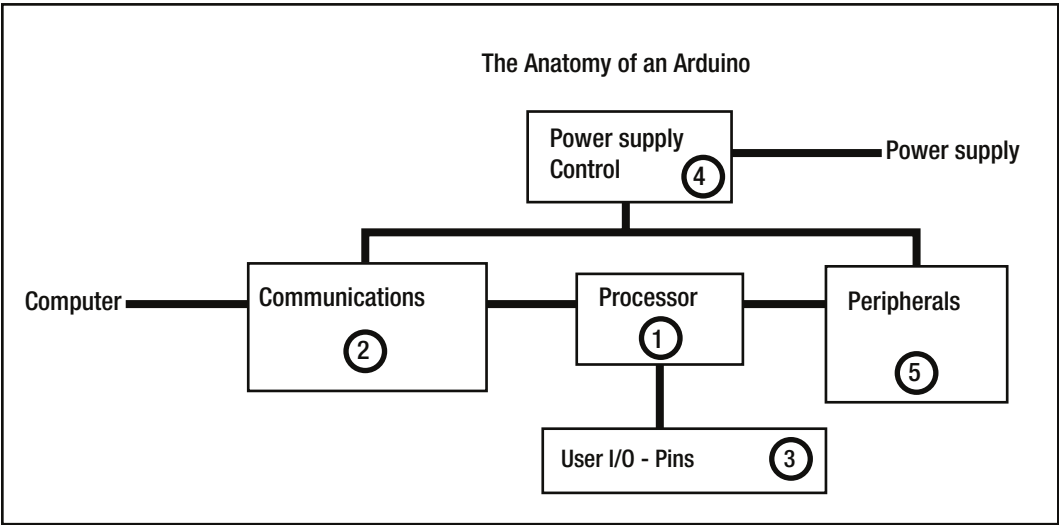 The Anatomy of an Arduino
Power supply
Control
4
Power supply
Computer
Communications
2
Processor
1
Peripherals
5
User I/O - Pins
3